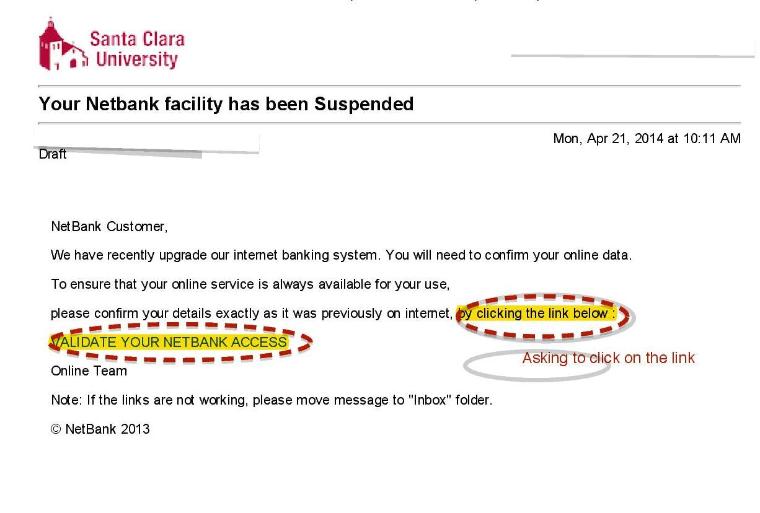 Santa Clara
University
Your Netbank facility has been Suspended
Mon, Apr 21, 2014 at 10:11 AM
Draft
NetBank Customer,
We have recently upgrade our internet banking system. You will need to confirm your online data.
To ensure that your online service is always available for your use,
please confirm your details exactly as it was previously on internet, by clicking the link below :
VALIDATE YOUR NETBANK ACCESS
Asking to click on the link
Online Team
Note: If the links are not working, please move message to "Inbox" folder.
© NetBank 2013